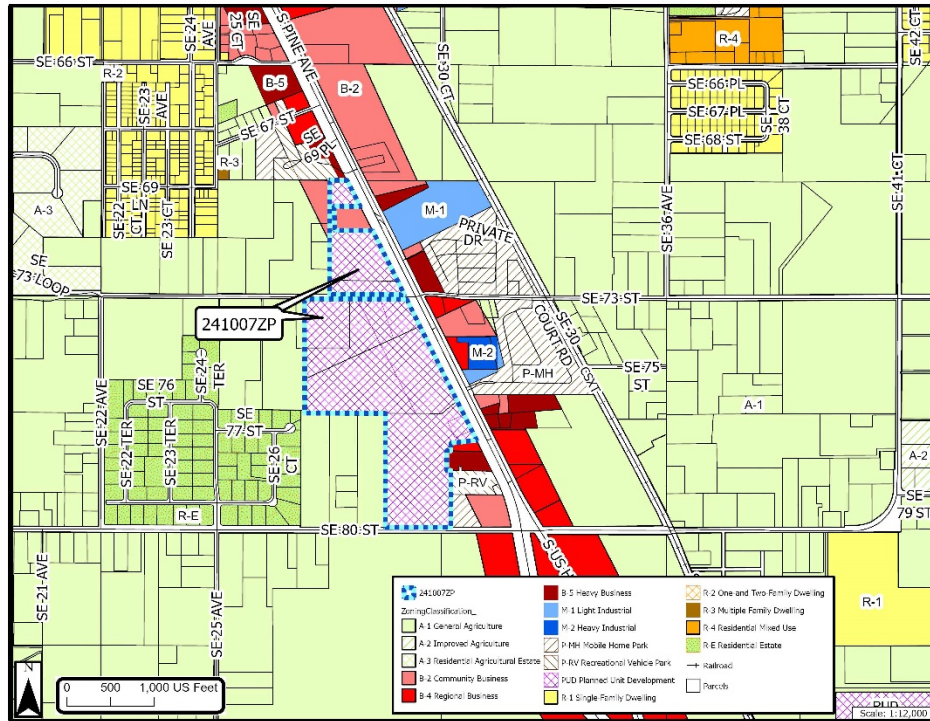 SE 25 CT
SE 24 AVE
S PINE AVE
SE 30 CT
R-4
SE 42 CT
SE 66 ST
R-2
B-5
B-2
SE 66 PL
SE 67 PL
SE 68 ST
SE 38 CT
SE 23 AVE
SE 67 ST
SE 69 PL
R-3
SE 69
A-3
SE 22 CT
SE 23 CT
M-1
PRIVATE DR
SE 36 AVE
SE 41 CT
SE 73 LOOP
241007ZP
SE 73 ST
SE 30 COURT RD
CSXT
M-2
P-MH
SE 75 ST
SE 24 TER
SE 76 ST
SE 77 ST
SE 22 AVE
SE 22 TER
SE 23 TER
SE 26 CT
A-1
A-2
P-RV
R-E
SE 79 ST
SE 80 ST
S US H
SE 21 AVE
SE 25 AVE
R-1
N
0 500 1,000 US Feet
241007ZP
ZoningClassification_
A-1 General Agriculture
A-2 Improved Agriculture
A-3 Residential Agricultural Estate
B-2 Community Business
B-4 Regional Business
B-5 Heavy Business
M-1 Light Industrial
M-2 Heavy Industrial
P-MH Mobile Home Park
P-RV Recreational Vehicle Park
PUD Planned Unit Development
R-1 Single-Family Dwelling
R-2 One and Two-Family Dwelling
R-3 Multiple Family Dwelling
R-4 Residential Mixed Use
R-E Residential Estate
Railroad
Parcels
PUD
Scale: 1:12,000